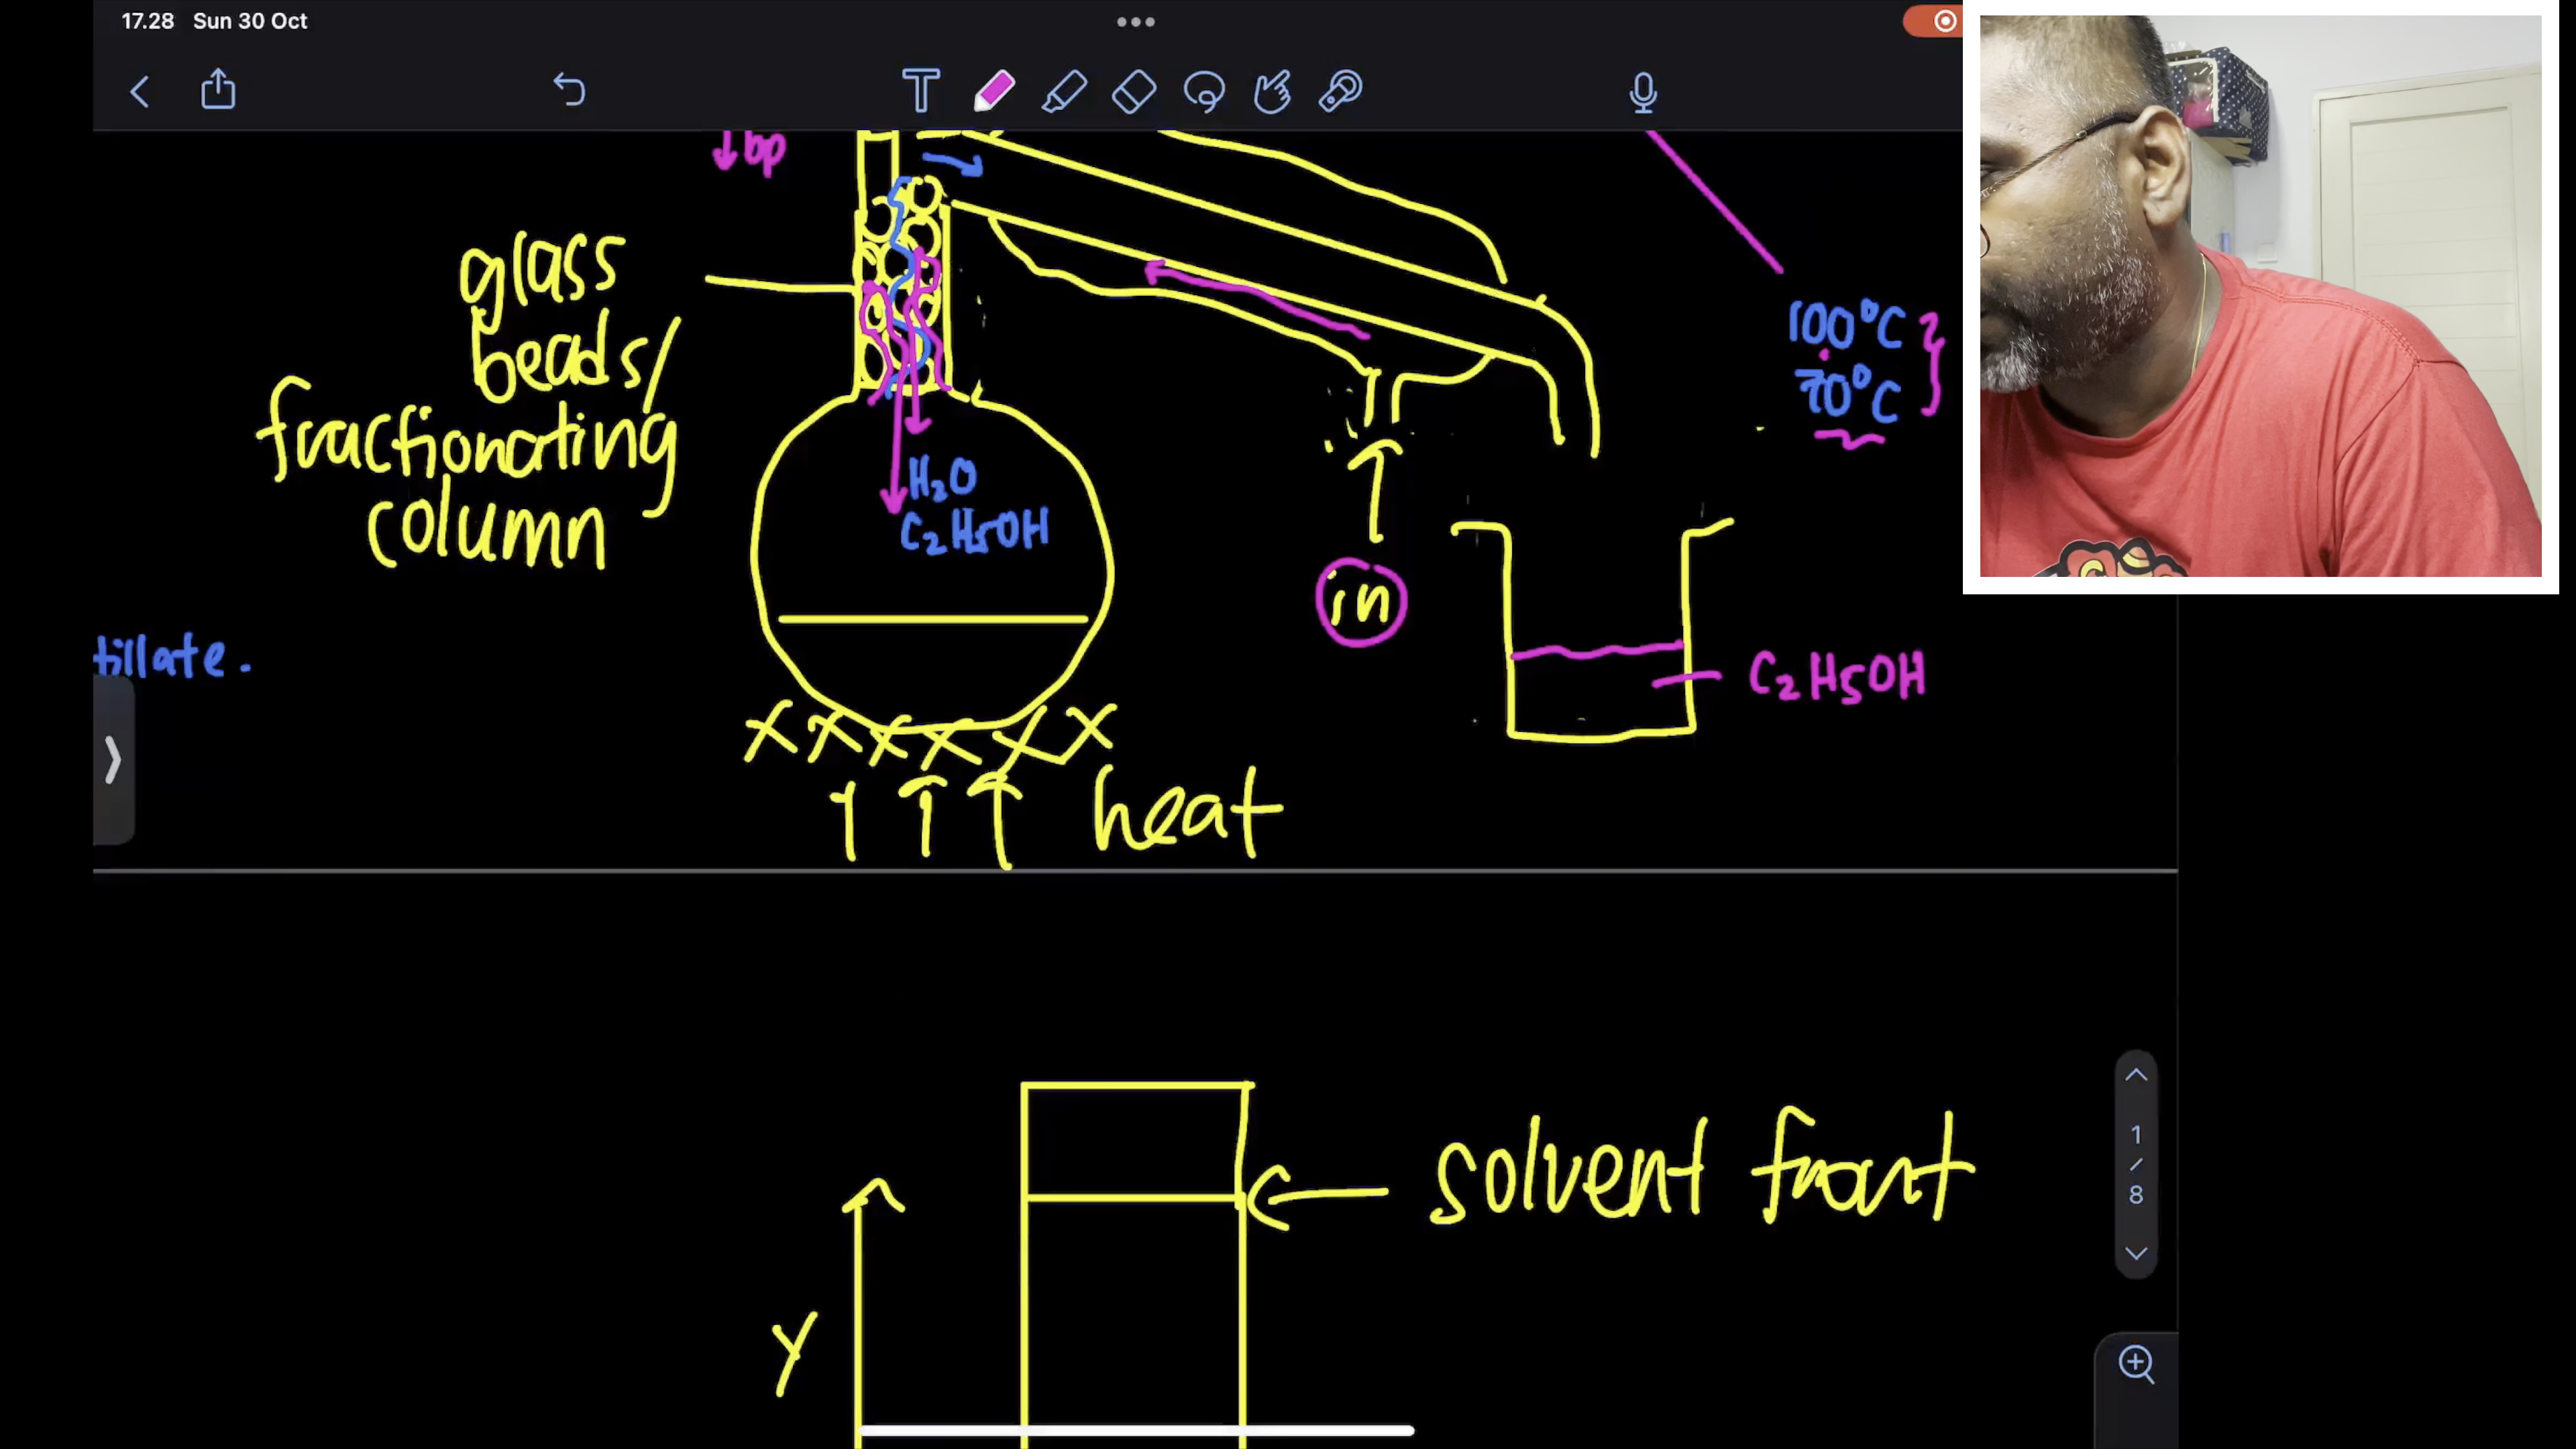 17.28 Sun 30 Oct
T
↓ bp
glass
beads/
fractionating
column
100°C
70°C
H₂O
C₂H₅OH
in
tillate.
C₂H₅OH
heat
solvent front
1
/
8
y